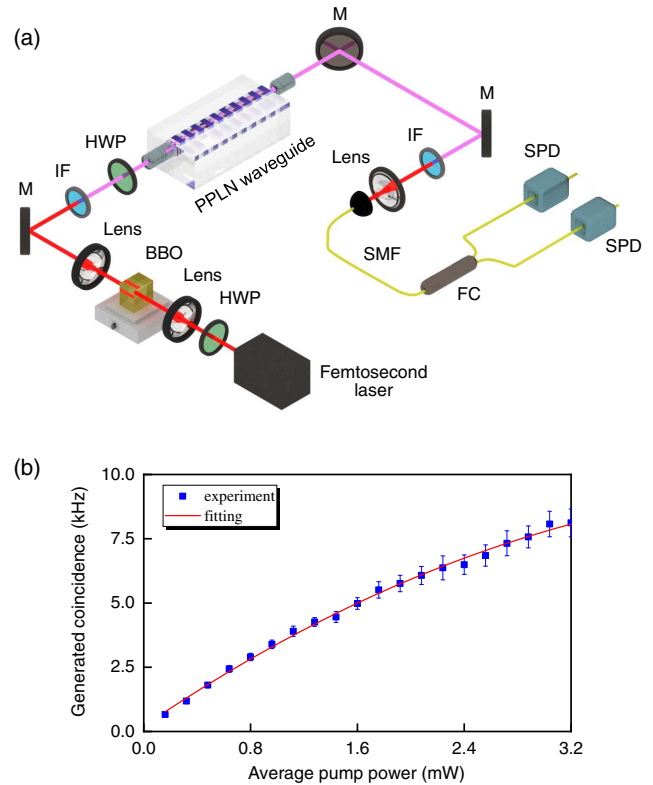 (a)
M
M
HWP
IF
PPLN waveguide
IF
Lens
SPD
M
Lens
BBO
Lens
HWP
SMF
FC
SPD
Femtosecond
laser
(b)
10.0
7.5
5.0
2.5
0.0
Generated coincidence (kHz)
experiment
fitting
0.0 0.8 1.6 2.4 3.2
Average pump power (mW)